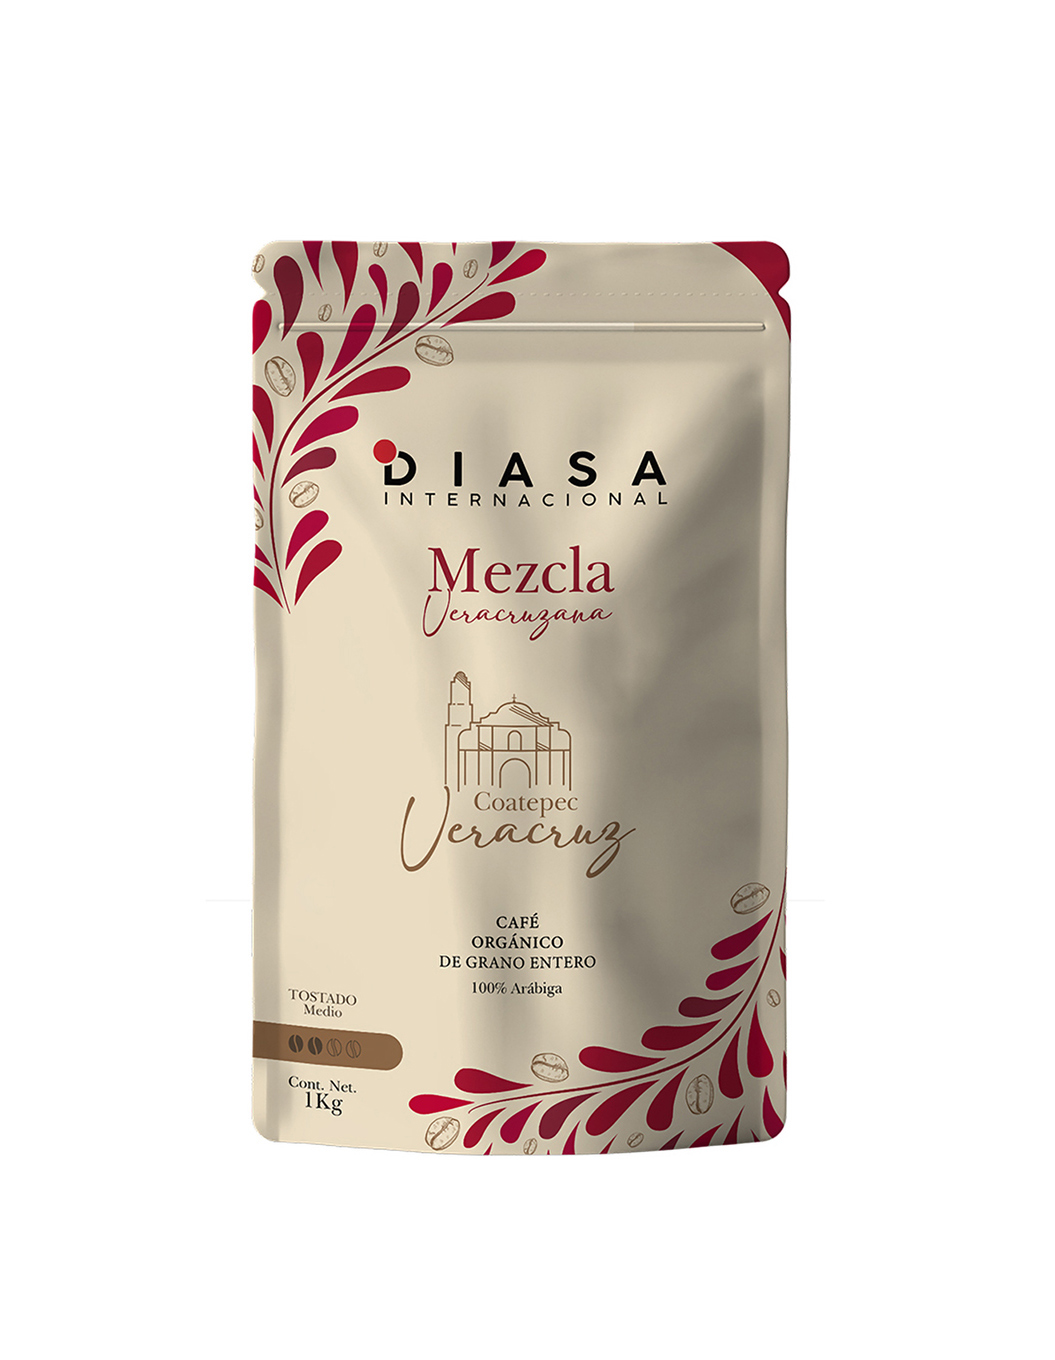 DIASA
INTERNACIONAL
Mezcla
Veracruzana
Coatepec
Veracruz
CAFÉ
ORGÁNICO
DE GRANO ENTERO
100% Arábiga
TOSTADO
Medio
Cont. Net.
1Kg